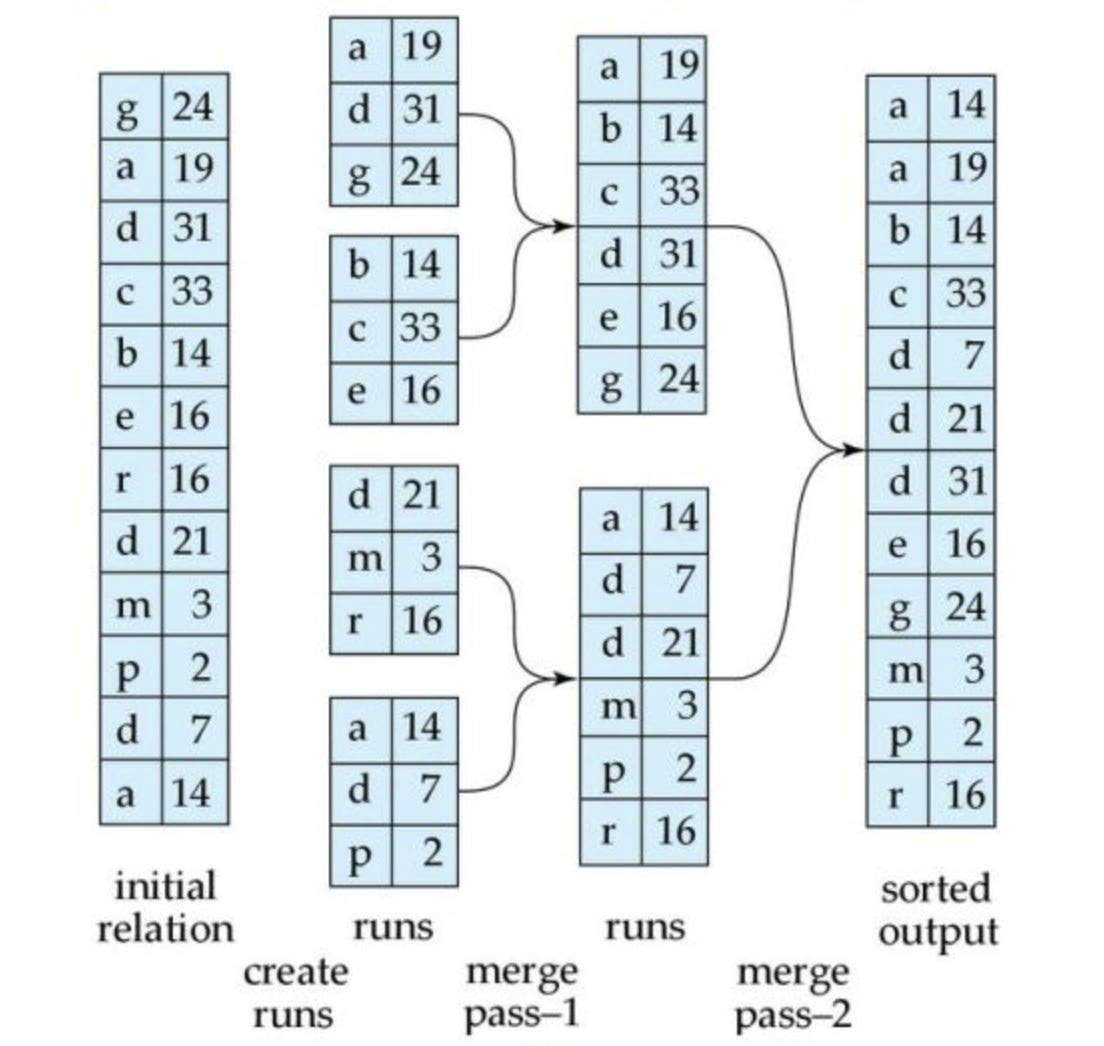 g 24
a 19
d 31
c 33
b 14
e 16
r 16
d 21
m 3
p 2
d 7
a 14
initial
relation
create
runs
a 19
d 31
g 24
b 14
c 33
e 16
d 21
m 3
r 16
a 14
d 7
p 2
runs
merge
pass–1
a 19
b 14
c 33
d 31
e 16
g 24
a 14
d 7
d 21
m 3
p 2
r 16
runs
merge
pass–2
a 14
a 19
b 14
c 33
d 7
d 21
d 31
e 16
g 24
m 3
p 2
r 16
sorted
output